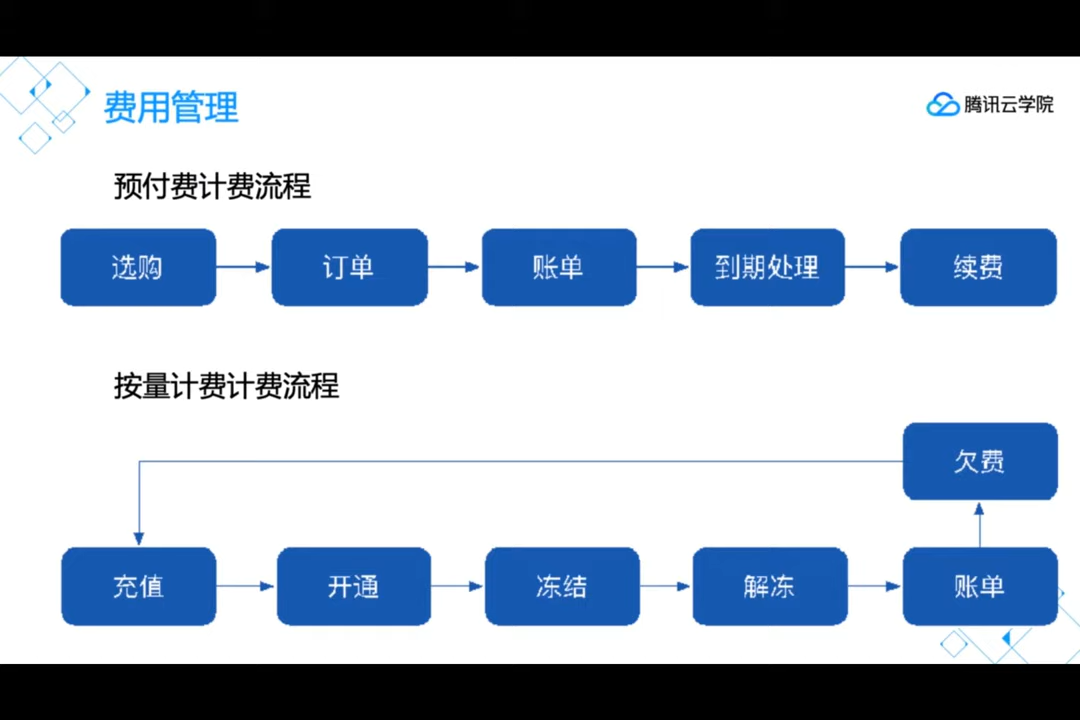 费用管理
腾讯云学院
预付费计费流程
选购
订单
账单
到期处理
续费
按量计费计费流程
欠费
充值
开通
冻结
解冻
账单